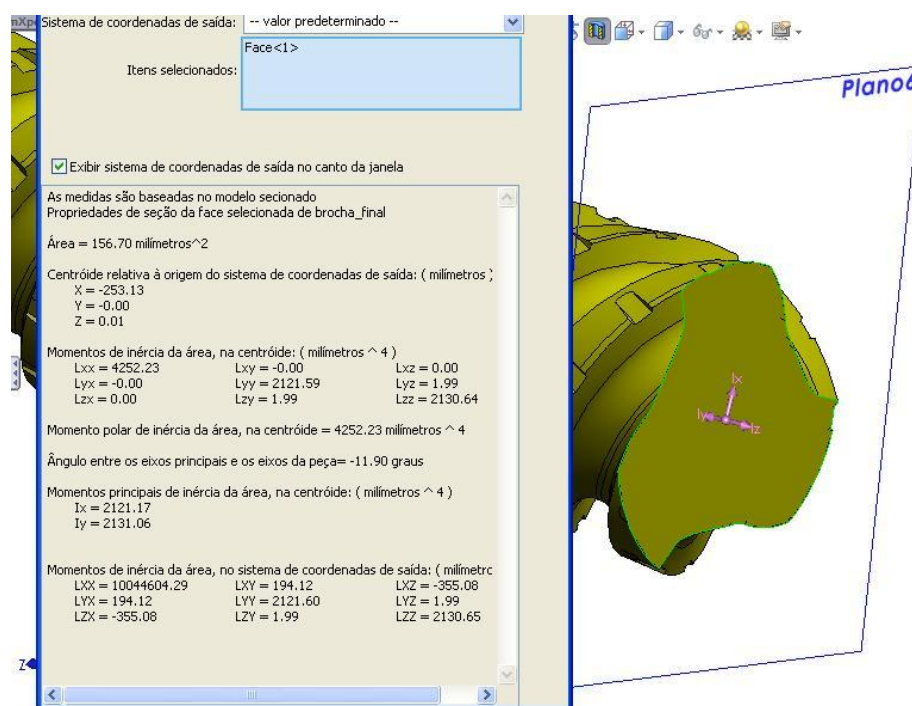 Sistema de coordenadas de saída:
-- valor predeterminado --
Face<1>
Itens selecionados:
Exibir sistema de coordenadas de saída no canto da janela
As medidas são baseadas no modelo secionado
Propriedades de seção da face selecionada de brocha_final
Área = 156.70 milímetros^2
Centróide relativa à origem do sistema de coordenadas de saída: ( milímetros )
X = -253.13
Y = -0.00
Z = 0.01
Momentos de inércia da área, na centróide: ( milímetros ^ 4 )
Lxx = 4252.23 Lxy = -0.00 Lxz = 0.00
Lyx = -0.00 Lyy = 2121.59 Lyz = 1.99
Lzx = 0.00 Lzy = 1.99 Lzz = 2130.64
Momento polar de inércia da área, na centróide = 4252.23 milímetros ^ 4
Ângulo entre os eixos principais e os eixos da peça= -11.90 graus
Momentos principais de inércia da área, na centróide: ( milímetros ^ 4 )
Ix = 2121.17
Iy = 2131.06
Momentos de inércia da área, no sistema de coordenadas de saída: ( milímetrc
LXX = 10044604.29 LXY = 194.12 LXZ = -355.08
LYX = 194.12 LYY = 2121.60 LYZ = 1.99
LZX = -355.08 LZY = 1.99 LZZ = 2130.65
Plano6
Ix
Iy
Iz
Z